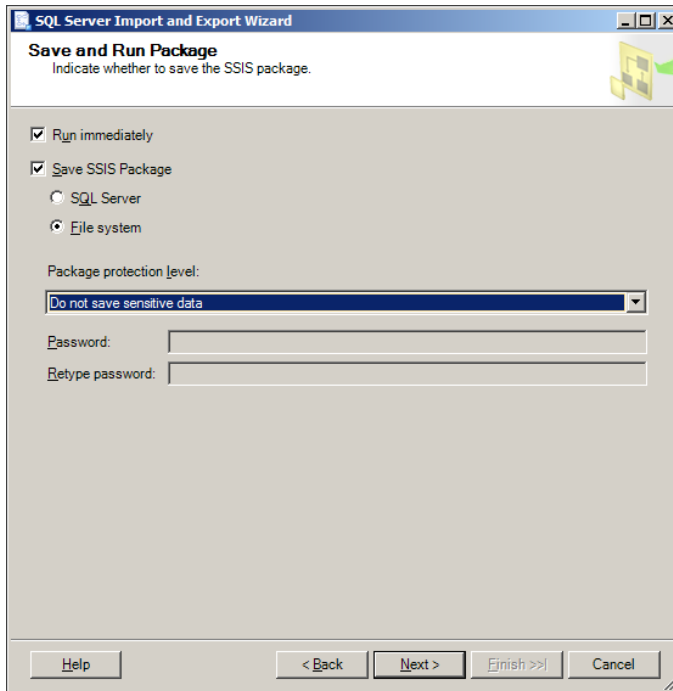 SQL Server Import and Export Wizard
Save and Run Package
Indicate whether to save the SSIS package.
Run immediately
Save SSIS Package
SQL Server
File system
Package protection level:
Do not save sensitive data
Password:
Retype password:
Help
< Back
Next >
Finish >>|
Cancel